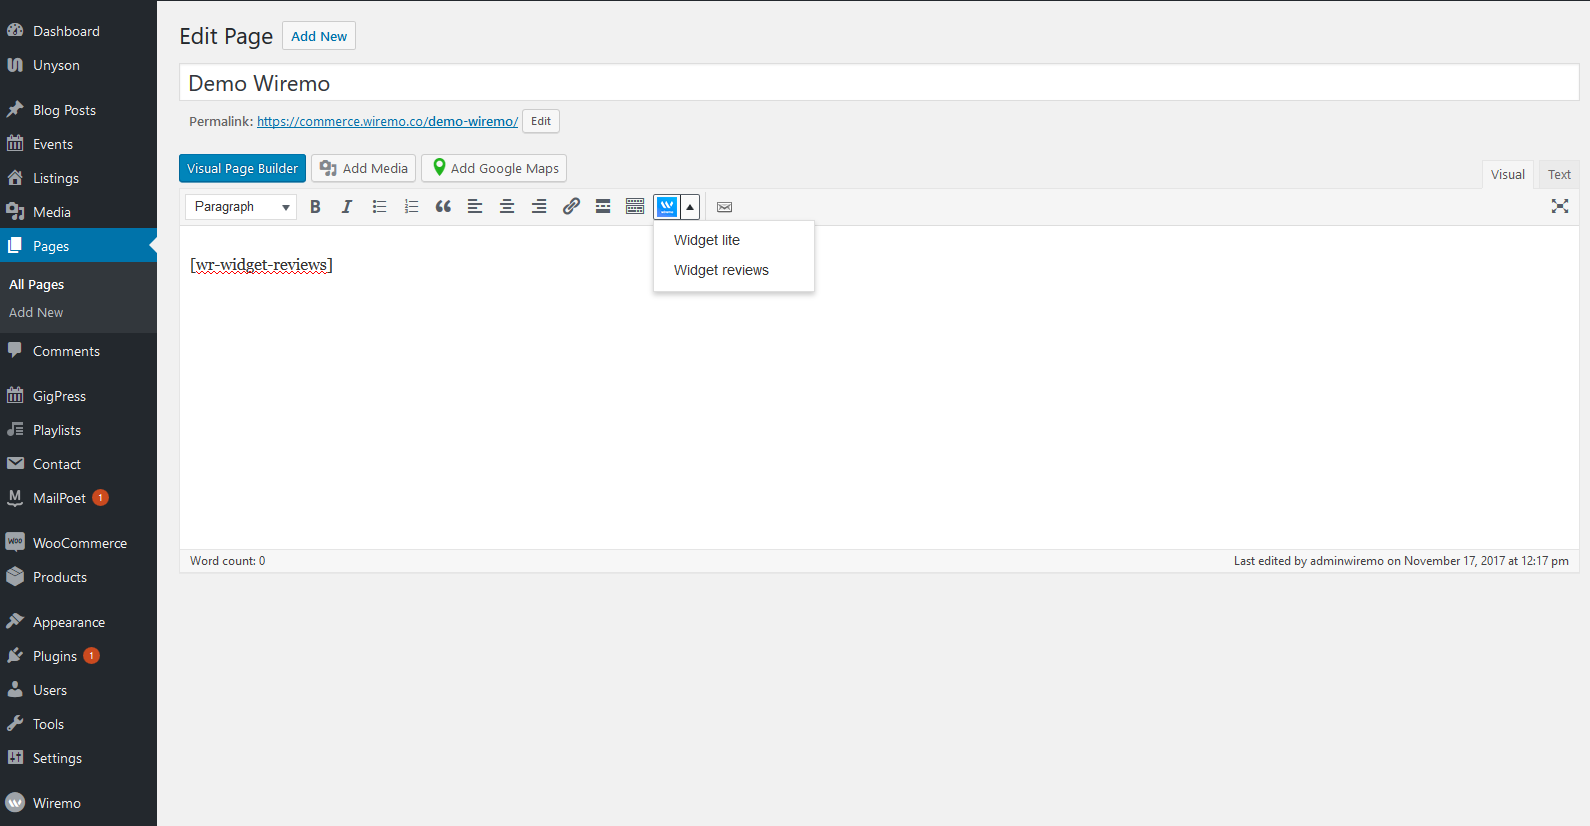 Dashboard
Unyson
Blog Posts
Events
Listings
Media
Pages
All Pages
Add New
Comments
GigPress
Playlists
Contact
MailPoet 1
WooCommerce
Products
Appearance
Plugins 1
Users
Tools
Settings
Wiremo
Edit Page Add New
Demo Wiremo
Permalink: https://commerce.wiremo.co/demo-wiremo/ Edit
Visual Page Builder Add Media Add Google Maps Visual Text
Paragraph B I
Widget lite
Widget reviews
[wr-widget-reviews]
Word count: 0 Last edited by adminwiremo on November 17, 2017 at 12:17 pm